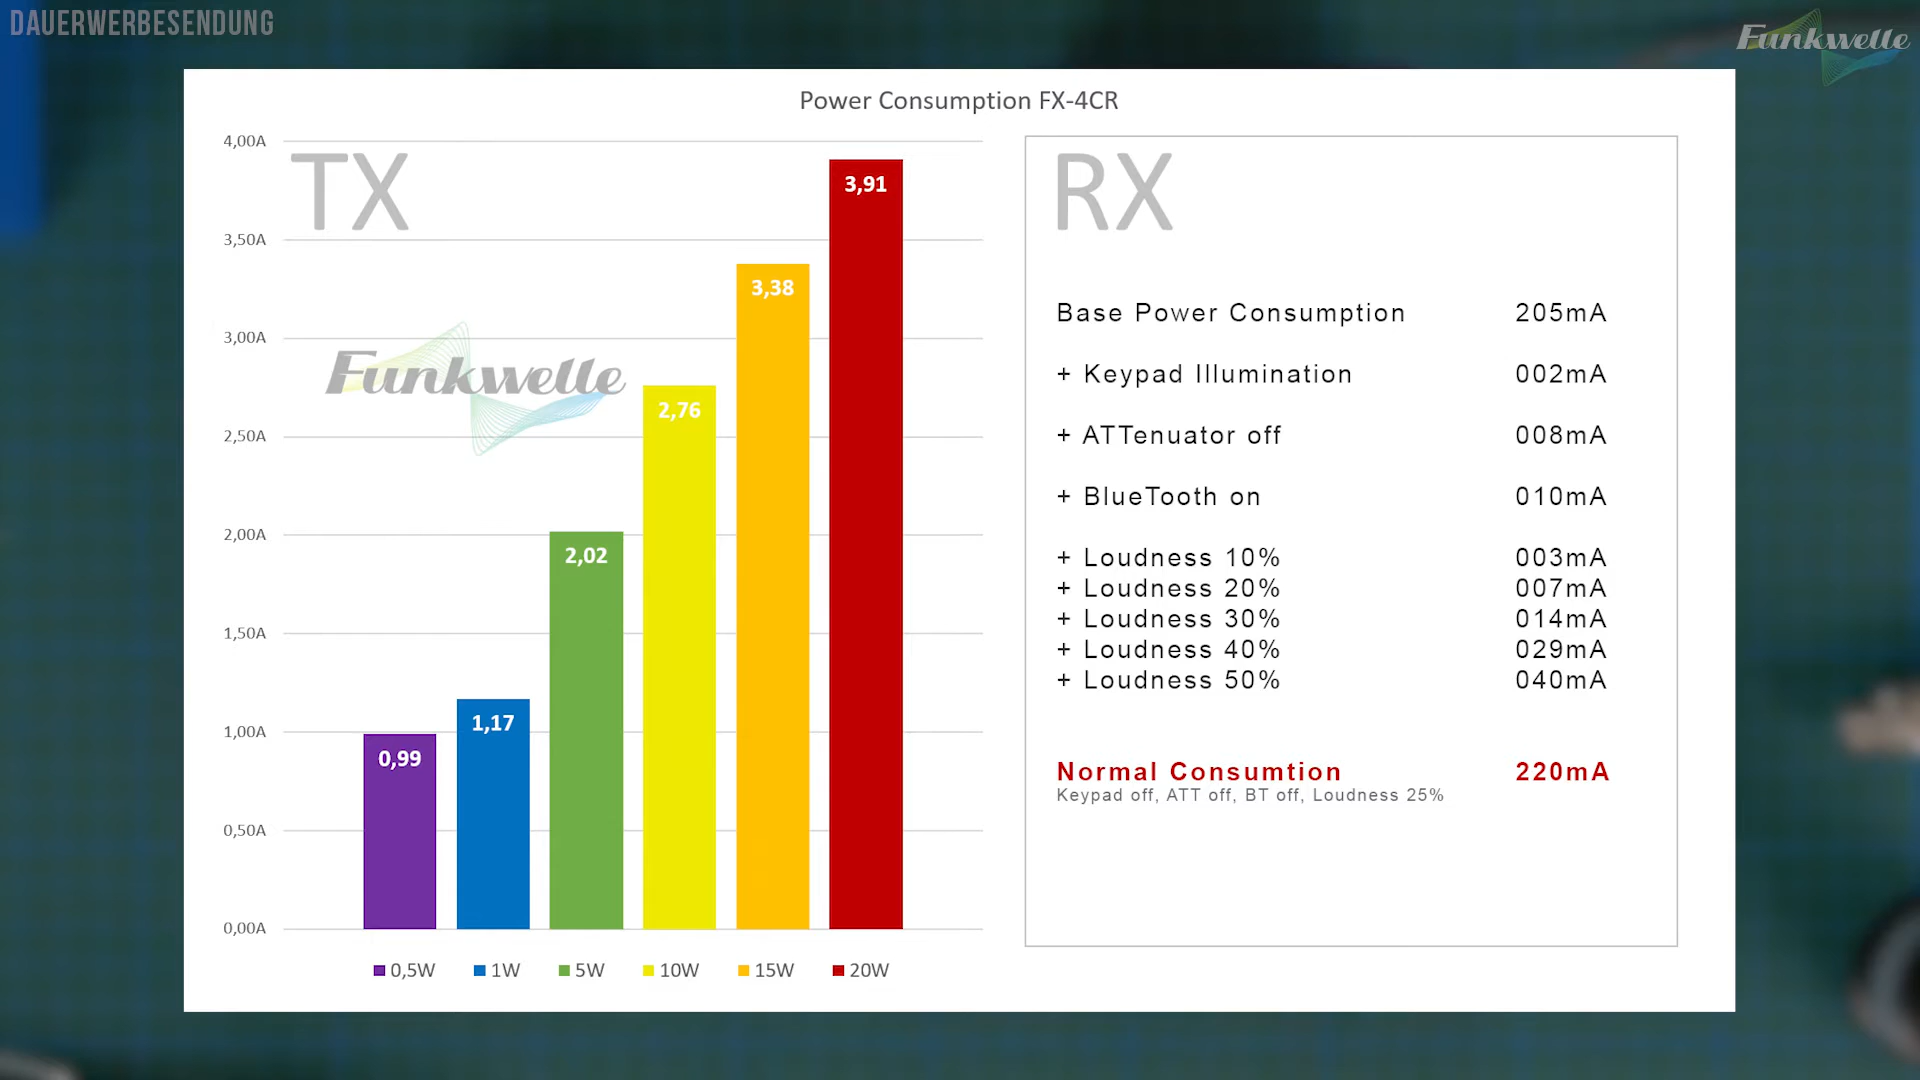 DAUERWERBESENDUNG
Funkwelle
Power Consumption FX-4CR
TX
4,00A
3,50A
3,00A
2,50A
2,00A
1,50A
1,00A
0,50A
0,00A
Funkwelle
0,99
1,17
2,02
2,76
3,38
3,91
0,5W 1W 5W 10W 15W 20W
RX
Base Power Consumption 205mA
+ Keypad Illumination 002mA
+ ATTenuator off 008mA
+ BlueTooth on 010mA
+ Loudness 10% 003mA
+ Loudness 20% 007mA
+ Loudness 30% 014mA
+ Loudness 40% 029mA
+ Loudness 50% 040mA
Normal Consumtion 220mA
Keypad off, ATT off, BT off, Loudness 25%